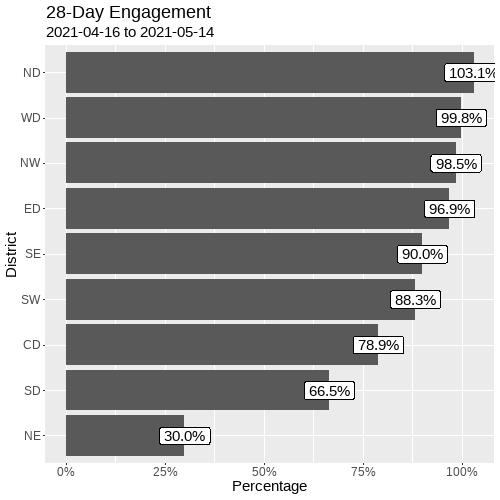 28-Day Engagement
2021-04-16 to 2021-05-14
District
ND 103.1%
WD 99.8%
NW 98.5%
ED 96.9%
SE 90.0%
SW 88.3%
CD 78.9%
SD 66.5%
NE 30.0%
0% 25% 50% 75% 100%
Percentage